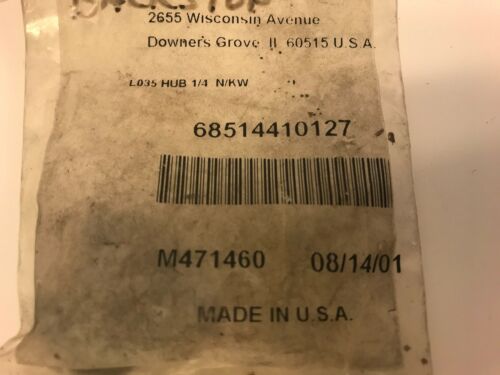 BACKSTOP
2655 Wisconsin Avenue
Downer's Grove Il 60515 U.S.A.
L035 HUB 1/4 N/KW
68514410127
M471460 08/14/01
MADE IN U.S.A.